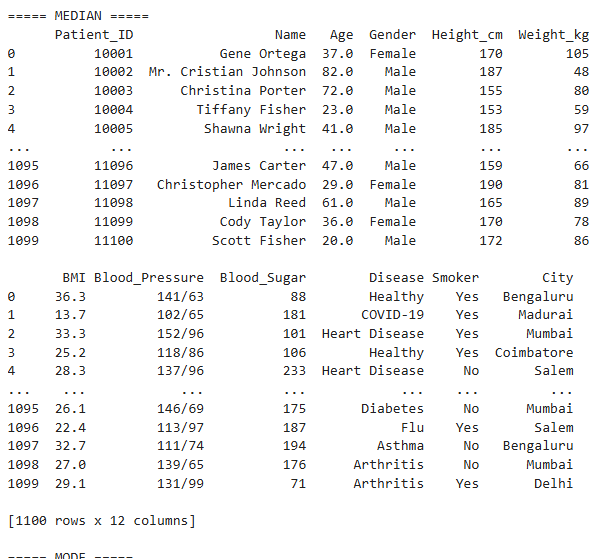 ===== MEDIAN =====
Patient_ID Name Age Gender Height_cm Weight_kg
0 10001 Gene Ortega 37.0 Female 170 105
1 10002 Mr. Cristian Johnson 82.0 Male 187 48
2 10003 Christina Porter 72.0 Male 155 80
3 10004 Tiffany Fisher 23.0 Male 153 59
4 10005 Shawna Wright 41.0 Male 185 97
... ... ... ... ... ... ...
1095 11096 James Carter 47.0 Male 159 66
1096 11097 Christopher Mercado 29.0 Female 190 81
1097 11098 Linda Reed 61.0 Male 165 89
1098 11099 Cody Taylor 36.0 Female 170 78
1099 11100 Scott Fisher 20.0 Male 172 86
BMI Blood_Pressure Blood_Sugar Disease Smoker City
0 36.3 141/63 88 Healthy Yes Bengaluru
1 13.7 102/65 181 COVID-19 Yes Madurai
2 33.3 152/96 101 Heart Disease Yes Mumbai
3 25.2 118/86 106 Healthy Yes Coimbatore
4 28.3 137/96 233 Heart Disease No Salem
... ... ... ... ... ... ...
1095 26.1 146/69 175 Diabetes No Mumbai
1096 22.4 113/97 187 Flu Yes Salem
1097 32.7 111/74 194 Asthma No Bengaluru
1098 27.0 139/65 176 Arthritis No Mumbai
1099 29.1 131/99 71 Arthritis Yes Delhi
[1100 rows x 12 columns]
===== MODE =====